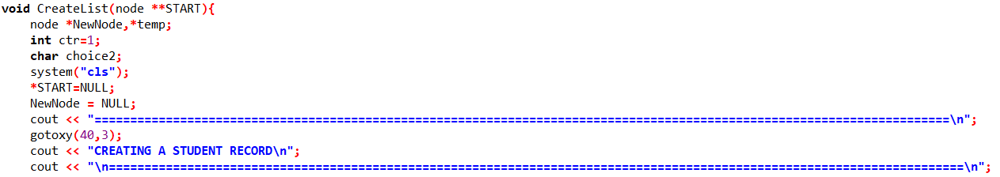 void CreateList(node **START){
    node *NewNode,*temp;
    int ctr=1;
    char choice2;
    system("cls");
    *START=NULL;
    NewNode = NULL;
    cout << "========================================================================================================================\n";
    gotoxy(40,3);
    cout << "CREATING A STUDENT RECORD\n";
    cout << "\n========================================================================================================================\n";